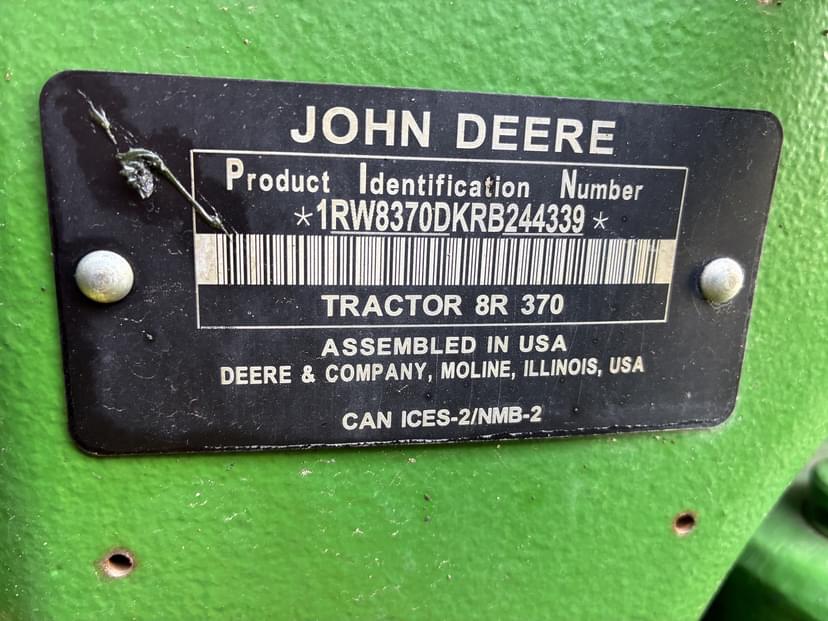 JOHN DEERE
Product Identification Number
*1RW8370DKRB244339*
TRACTOR 8R 370
ASSEMBLED IN USA
DEERE & COMPANY, MOLINE, ILLINOIS, USA
CAN ICES-2/NMB-2